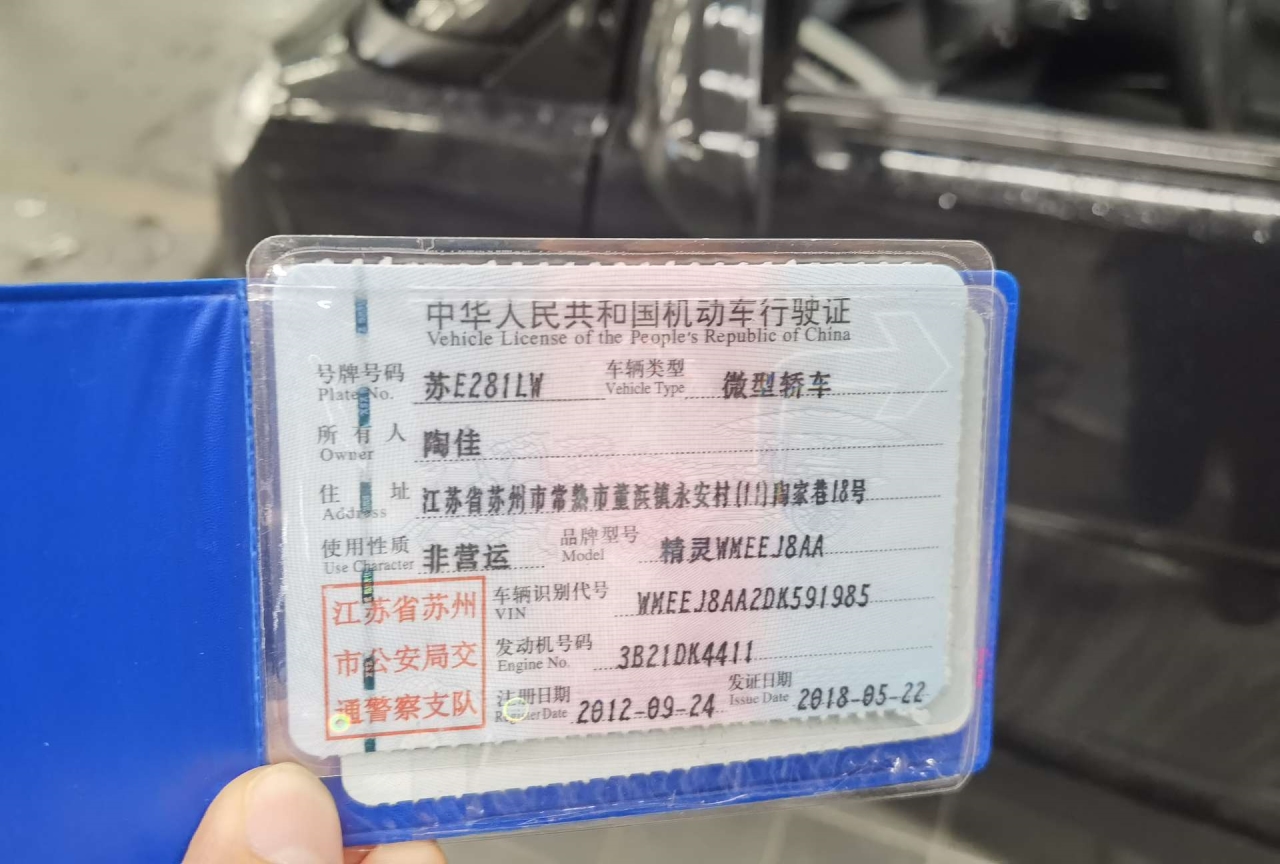 中华人民共和国机动车行驶证
Vehicle License of the People's Republic of China
号牌号码 苏E281LW 车辆类型 微型轿车
Plate No. Vehicle Type
所有人 陶佳
Owner
住址 江苏省苏州市常熟市董浜镇永安村(11)陶家巷18号
Address
使用性质 非营运 品牌型号 精灵WMEEJ8AA
Use Character Model
江苏省苏州
市公安局交
通警察支队
车辆识别代号 WMEEJ8AA2DK591985
VIN
发动机号码 3B21DK4411
Engine No.
注册日期 2012-09-24 发证日期 2018-05-22
Register Date Issue Date